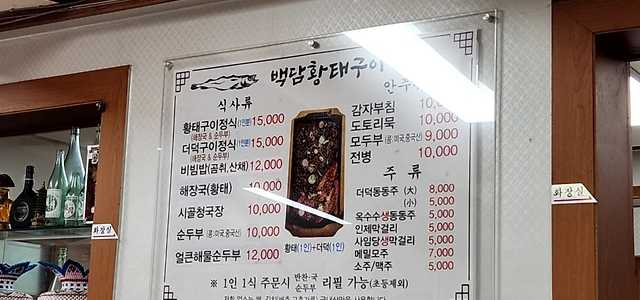 백담황태구이
식사류
황태구이정식(1인분) 15,000
(해장국 & 순두부)
더덕구이정식(1인분) 15,000
(해장국 & 순두부)
비빔밥(곰취,산채) 12,000
해장국(황태) 10,000
시골청국장 10,000
순두부 (콩:미국,중국산) 10,000
얼큰해물순두부 12,000
황태(1인)+더덕(1인)
안주
감자부침 10,000
도토리묵 10,000
모두부 (콩:미국,중국산) 9,000
전병 10,000
주류
더덕동동주 (大) 8,000
(小) 5,000
옥수수생동동주 5,000
인제막걸리 5,000
사임당생막걸리 5,000
메밀모주 7,000
소주/맥주 5,000
※ 1인 1식 주문시 반찬·국 순두부 리필 가능(초등제외)
화장실
화장실